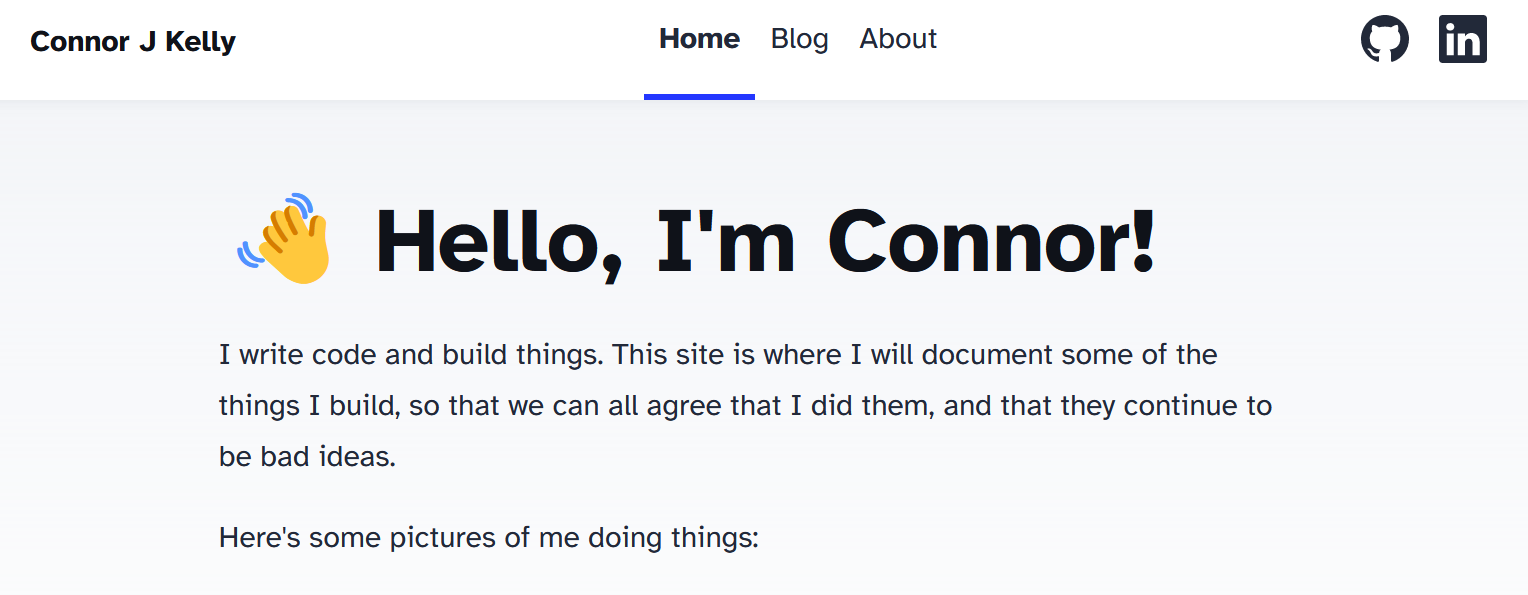 Connor J Kelly
Home Blog About
in
👋 Hello, I'm Connor!
I write code and build things. This site is where I will document some of the
things I build, so that we can all agree that I did them, and that they continue to
be bad ideas.
Here's some pictures of me doing things: